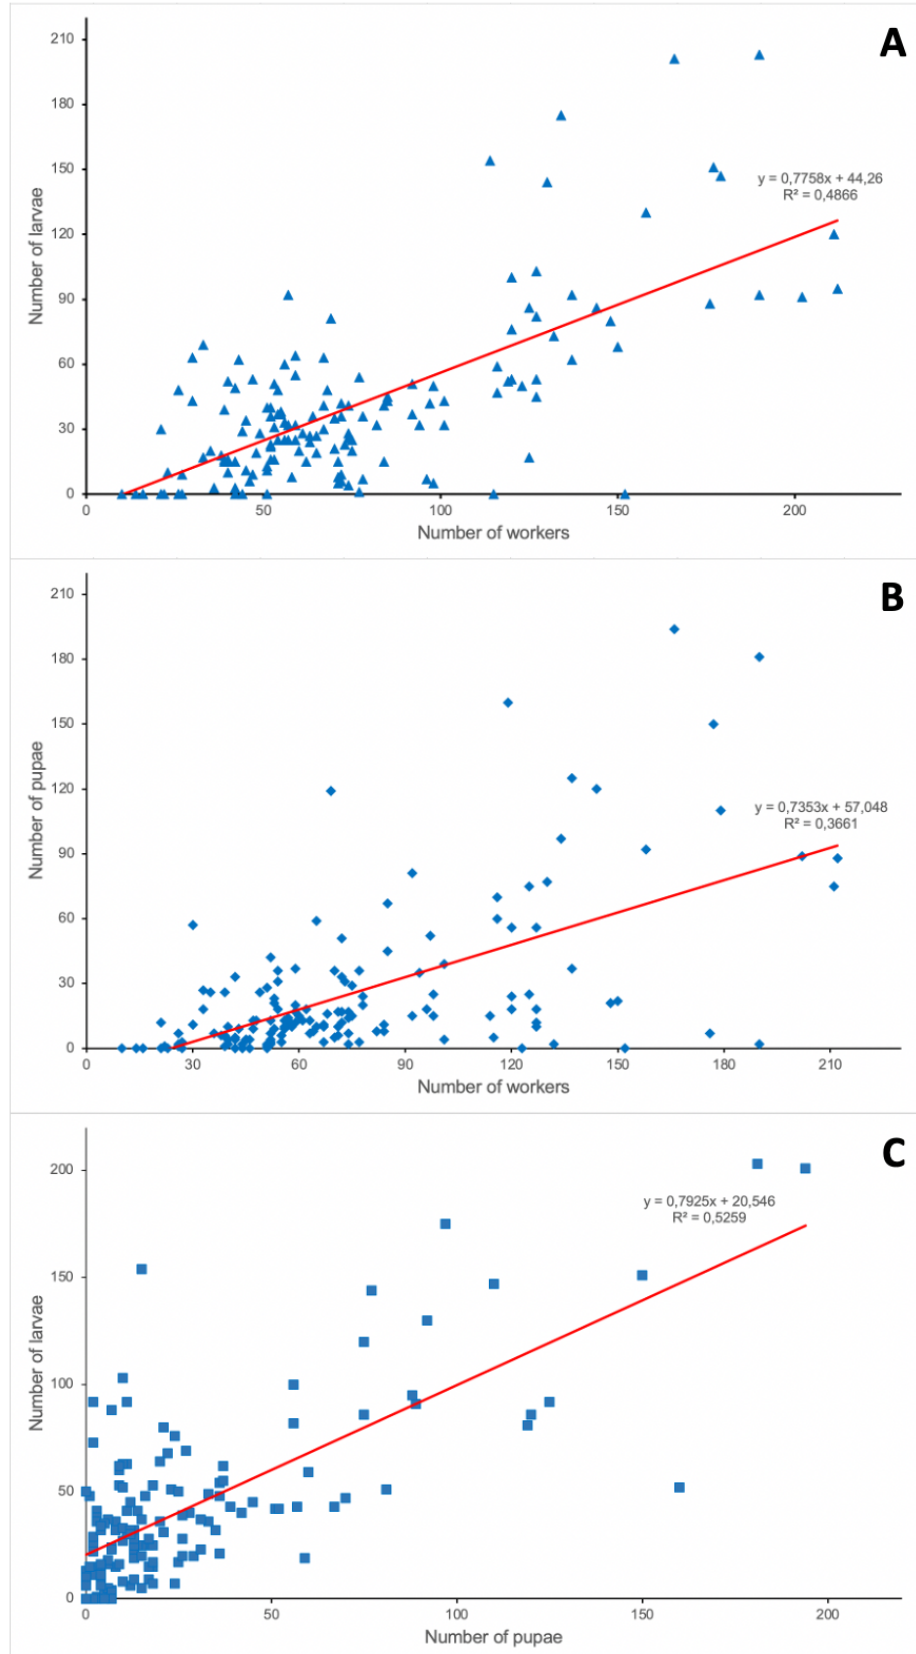 A
210
180
150
120
90
60
30
0
Number of larvae
y = 0,7758x + 44,26
R² = 0,4866
0 50 100 150 200
Number of workers
B
210
180
150
120
90
60
30
0
Number of pupae
y = 0,7353x + 57,048
R² = 0,3661
0 30 60 90 120 150 180 210
Number of workers
C
200
150
100
50
0
Number of larvae
y = 0,7925x + 20,546
R² = 0,5259
0 50 100 150 200
Number of pupae